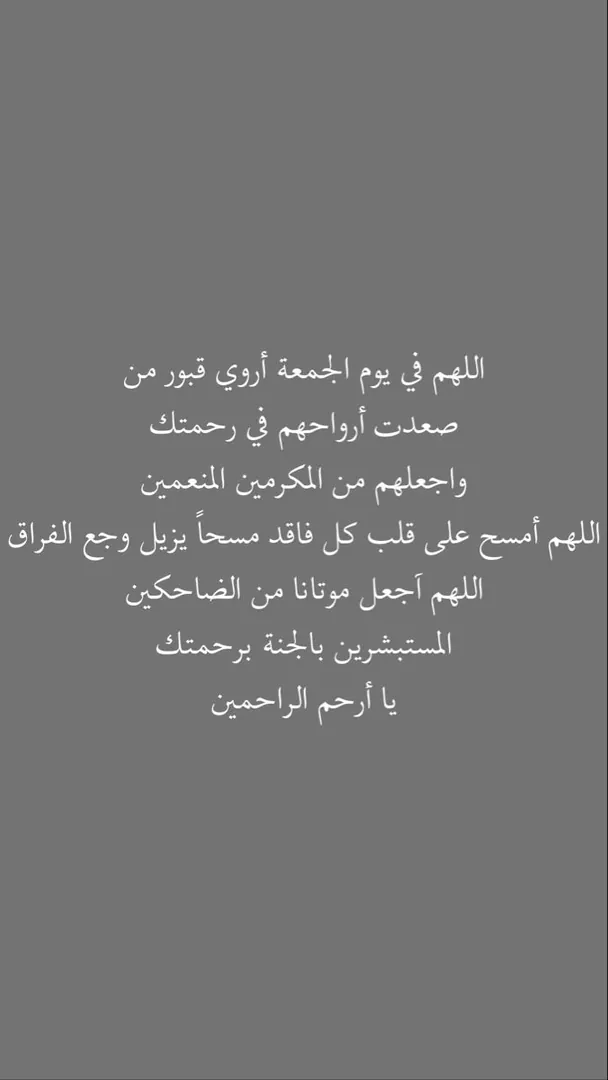 اللهم في يوم الجمعة أروي قبور من
صعدت أرواحهم في رحمتك
واجعلهم من المكرمين المنعمين
اللهم أمسح على قلب كل فاقد مسحاً يزيل وجع الفراق
اللهم آجعل موتانا من الضاحكين
المستبشرين بالجنة برحمتك
يا أرحم الراحمين